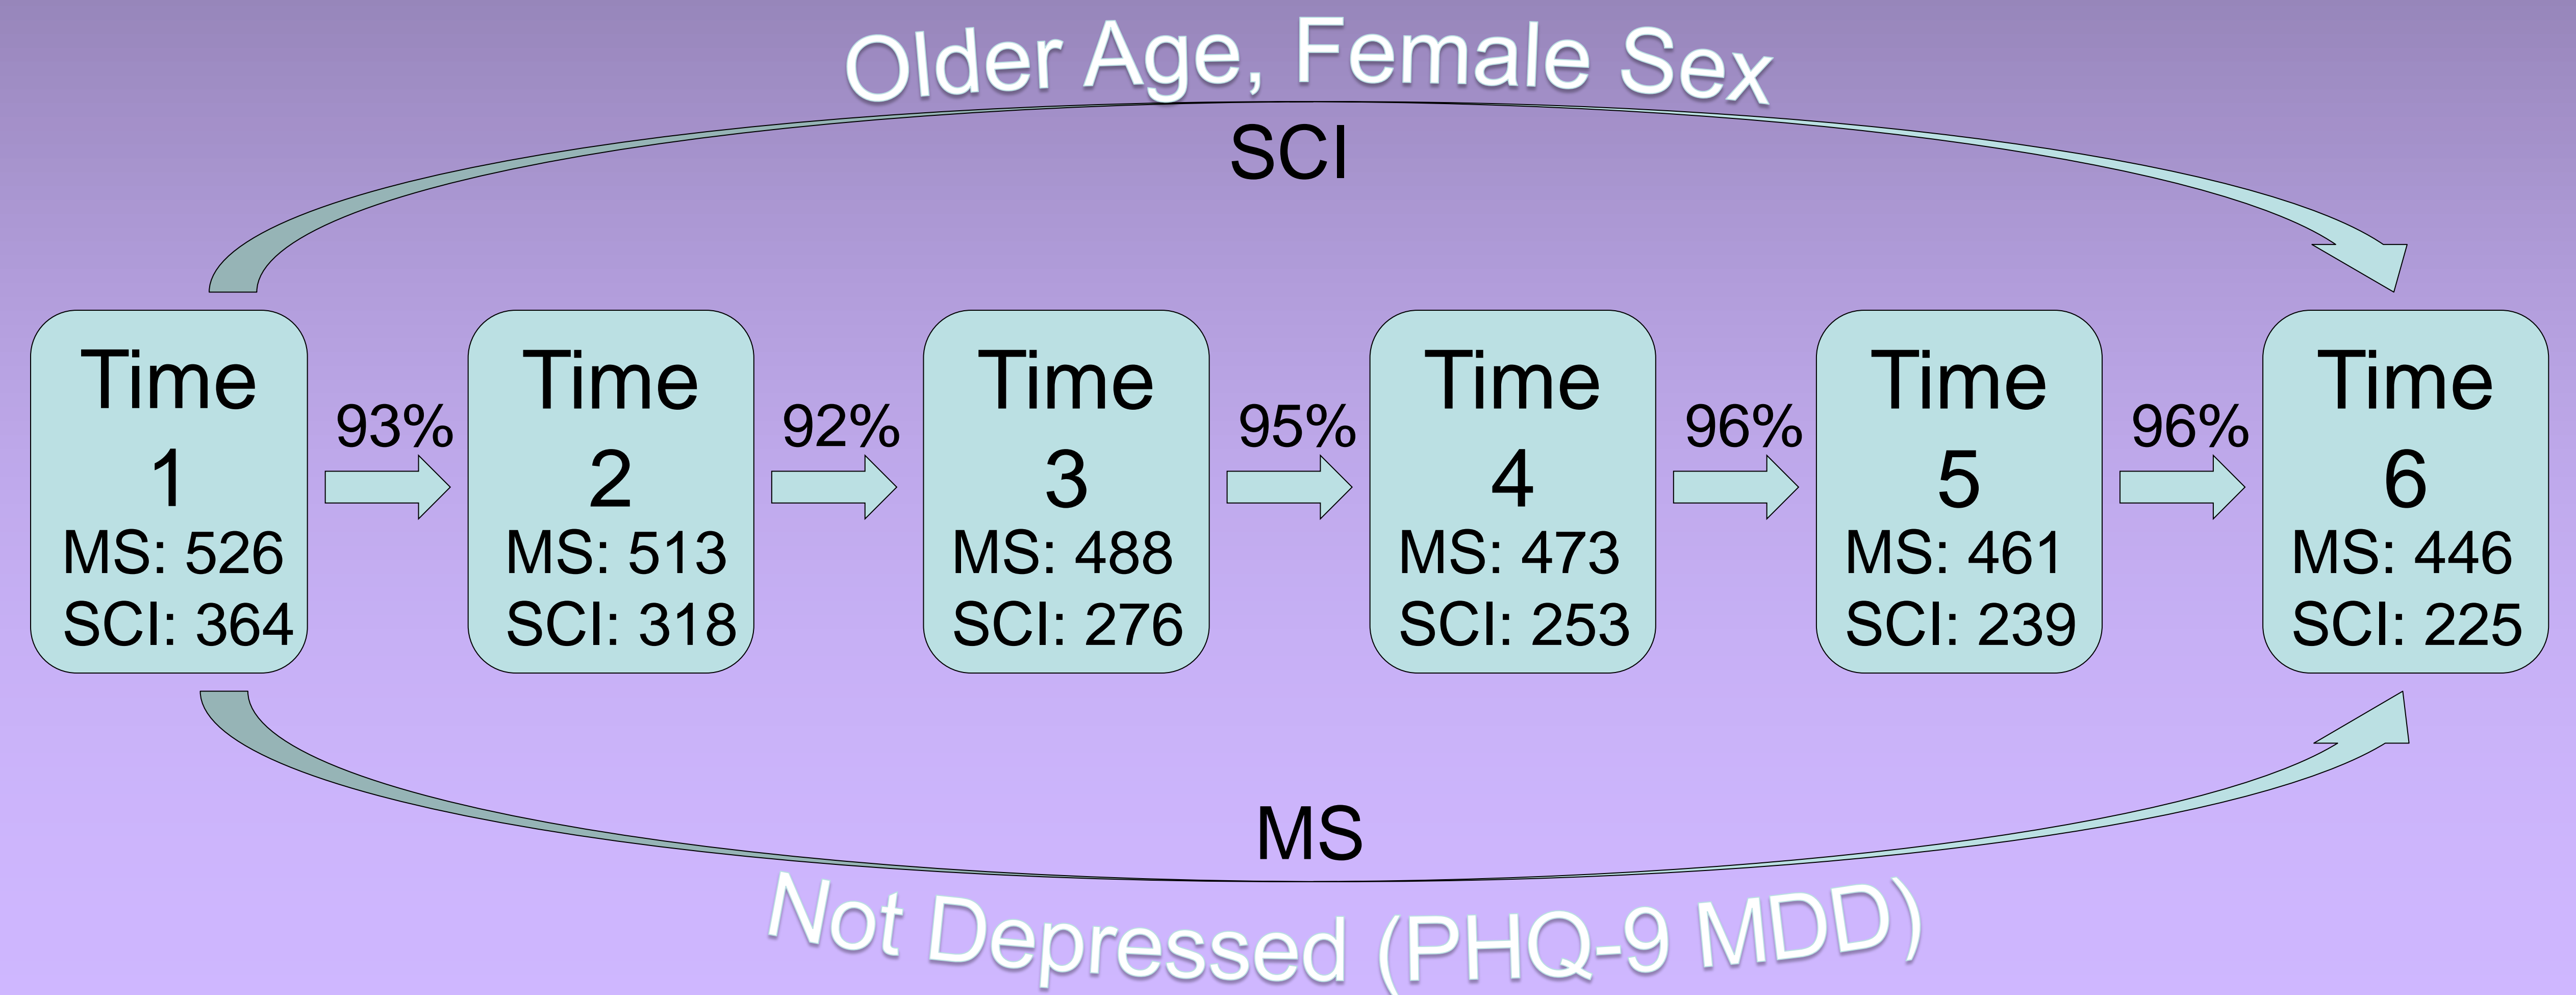 Older Age, Female Sex
SCI
Time
1
MS: 526
SCI: 364
93%
Time
2
MS: 513
SCI: 318
92%
Time
3
MS: 488
SCI: 276
95%
Time
4
MS: 473
SCI: 253
96%
Time
5
MS: 461
SCI: 239
96%
Time
6
MS: 446
SCI: 225
MS
Not Depressed (PHQ-9 MDD)